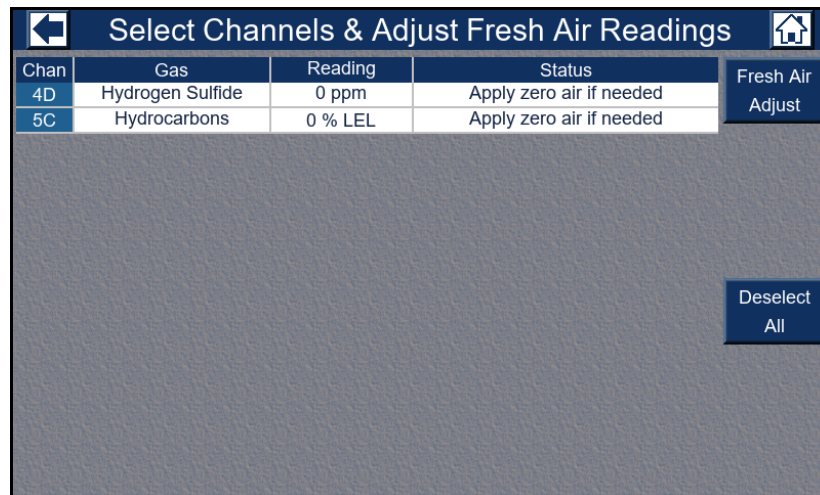 Select Channels & Adjust Fresh Air Readings
Chan Gas Reading Status
4D Hydrogen Sulfide 0 ppm Apply zero air if needed
5C Hydrocarbons 0 % LEL Apply zero air if needed
Fresh Air
Adjust
Deselect
All